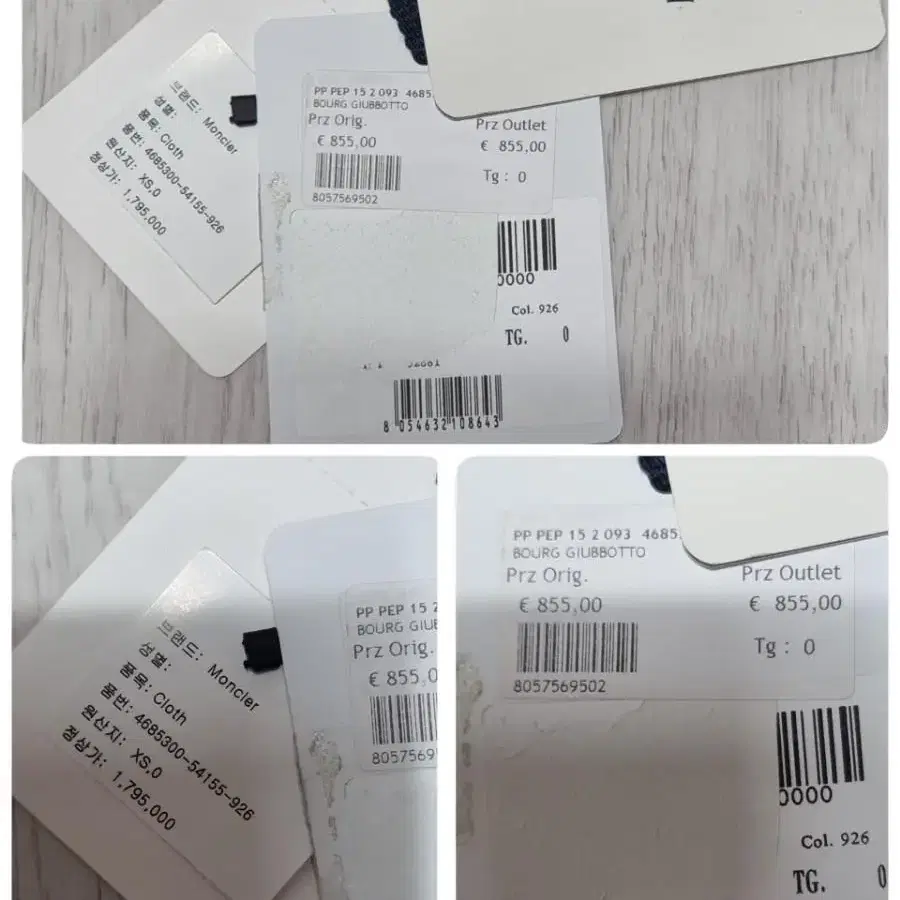 브랜드: Moncler
성별:
품목: Cloth
품번: 4685300-54155-926
원산지: XS,0
정상가: 1,795,000
PP PEP 15 2 093 4685
BOURG GIUBBOTTO
Prz Orig.
Prz Outlet
€ 855,00
€ 855,00
Tg : 0
8057569502
0000
Col. 926
TG. 0
8 054632 108643
브랜드: Moncler
성별:
품목: Cloth
품번: 4685300-54155-926
원산지: XS,0
정상가: 1,795,000
PP PEP 15 2
BOURG GIUB
Prz Orig.
€ 855,0
8057569
PP PEP 15 2 093 4685
BOURG GIUBBOTTO
Prz Orig.
Prz Outlet
€ 855,00
€ 855,00
Tg : 0
8057569502
0000
Col. 926
TG. 0